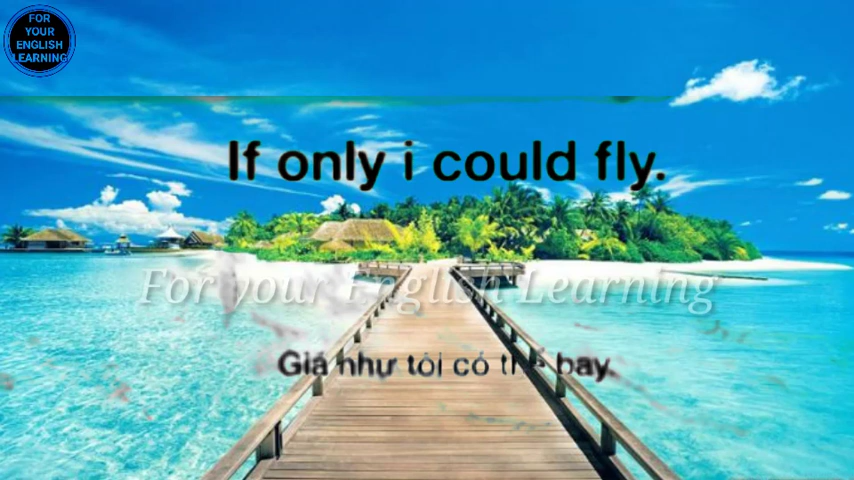 FOR
YOUR
ENGLISH
LEARNING
If only i could fly.
For your English Learning
Giá như tôi có thể bay.